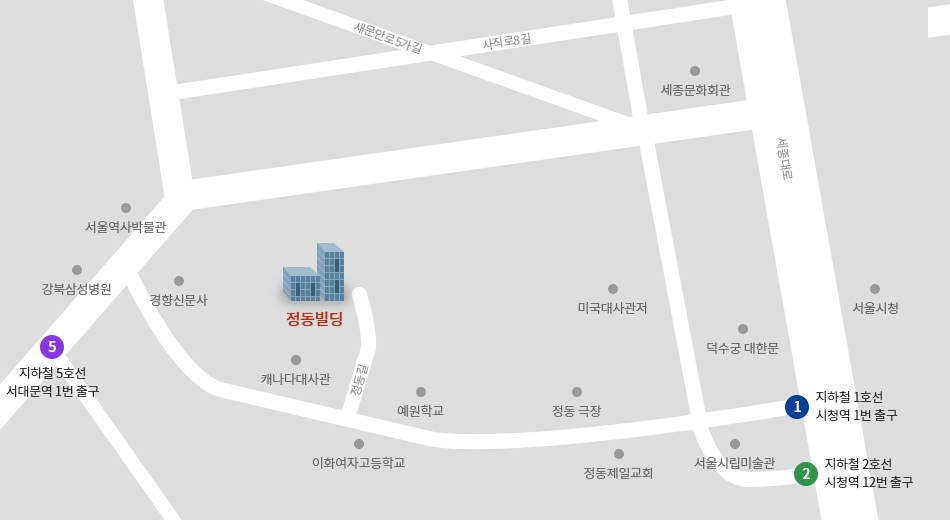 새문안로5가길
사직로8길
세종문화회관
세종대로
서울역사박물관
강북삼성병원
경향신문사
정동빌딩
미국대사관저
서울시청
덕수궁 대한문
5
지하철 5호선
서대문역 1번 출구
캐나다대사관
정동길
예원학교
정동 극장
1
지하철 1호선
시청역 1번 출구
이화여자고등학교
정동제일교회
서울시립미술관
2
지하철 2호선
시청역 12번 출구